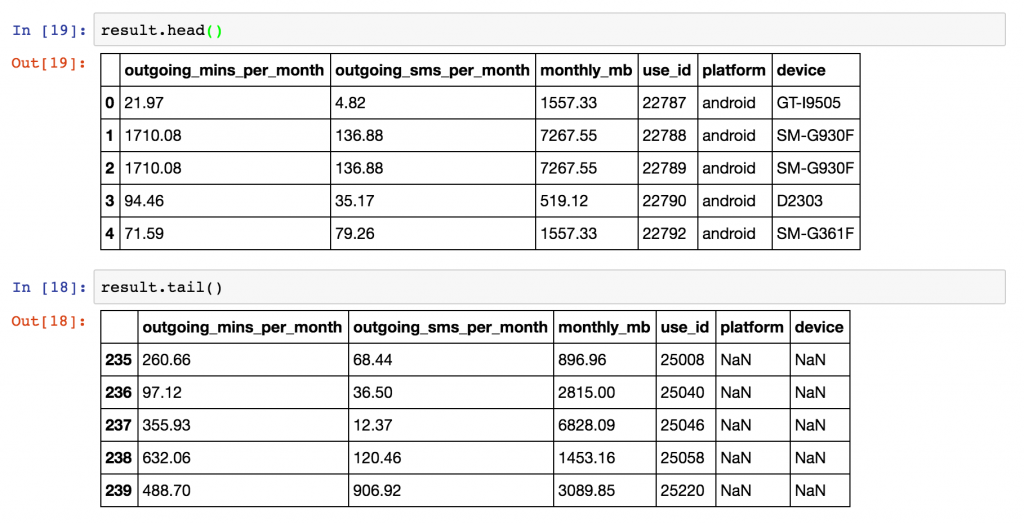 In [19]: result.head()
Out[19]:
outgoing_mins_per_month outgoing_sms_per_month monthly_mb use_id platform device
0 21.97 4.82 1557.33 22787 android GT-I9505
1 1710.08 136.88 7267.55 22788 android SM-G930F
2 1710.08 136.88 7267.55 22789 android SM-G930F
3 94.46 35.17 519.12 22790 android D2303
4 71.59 79.26 1557.33 22792 android SM-G361F
In [18]: result.tail()
Out[18]:
outgoing_mins_per_month outgoing_sms_per_month monthly_mb use_id platform device
235 260.66 68.44 896.96 25008 NaN NaN
236 97.12 36.50 2815.00 25040 NaN NaN
237 355.93 12.37 6828.09 25046 NaN NaN
238 632.06 120.46 1453.16 25058 NaN NaN
239 488.70 906.92 3089.85 25220 NaN NaN